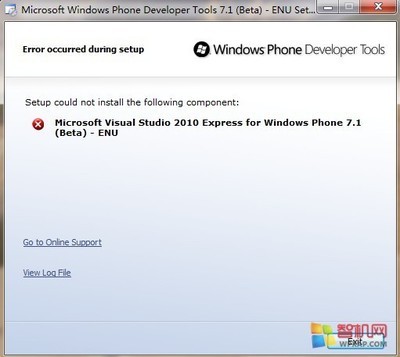 Microsoft Windows Phone Developer Tools 7.1 (Beta) - ENU Set...
Error occurred during setup
Windows Phone Developer Tools
Setup could not install the following component:
Microsoft Visual Studio 2010 Express for Windows Phone 7.1
(Beta) - ENU
Go to Online Support
View Log File
智机网
Exit